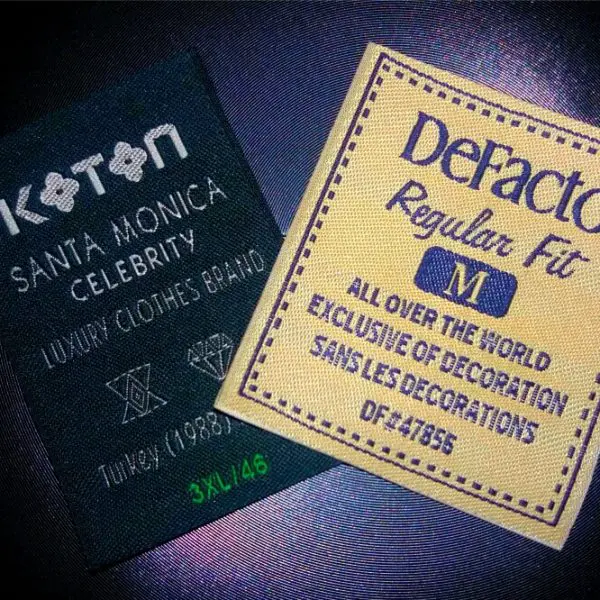 KOTON
SANTA MONICA
CELEBRITY
LUXURY CLOTHES BRAND
Turkey (1988)
3XL/46
DeFacto
Regular Fit
M
ALL OVER THE WORLD
EXCLUSIVE OF DECORATION
SANS LES DECORATIONS
DF#47856